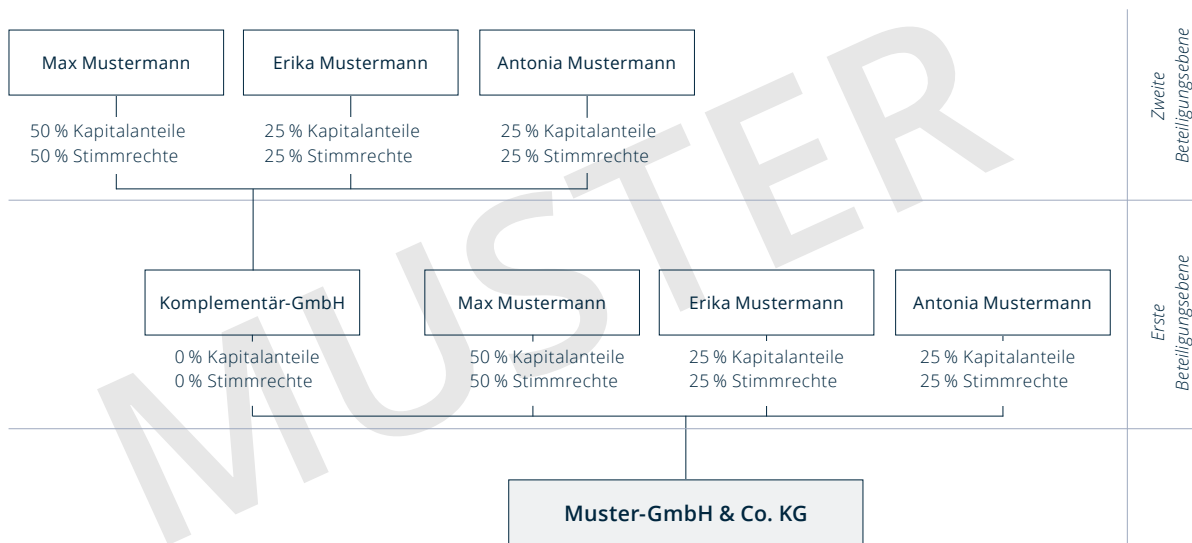 Max Mustermann
Erika Mustermann
Antonia Mustermann
50 % Kapitalanteile
50 % Stimmrechte
25 % Kapitalanteile
25 % Stimmrechte
25 % Kapitalanteile
25 % Stimmrechte
Zweite
Beteiligungsebene
Komplementär-GmbH
Max Mustermann
Erika Mustermann
Antonia Mustermann
0 % Kapitalanteile
0 % Stimmrechte
50 % Kapitalanteile
50 % Stimmrechte
25 % Kapitalanteile
25 % Stimmrechte
25 % Kapitalanteile
25 % Stimmrechte
Erste
Beteiligungsebene
Muster-GmbH & Co. KG
MUSTER